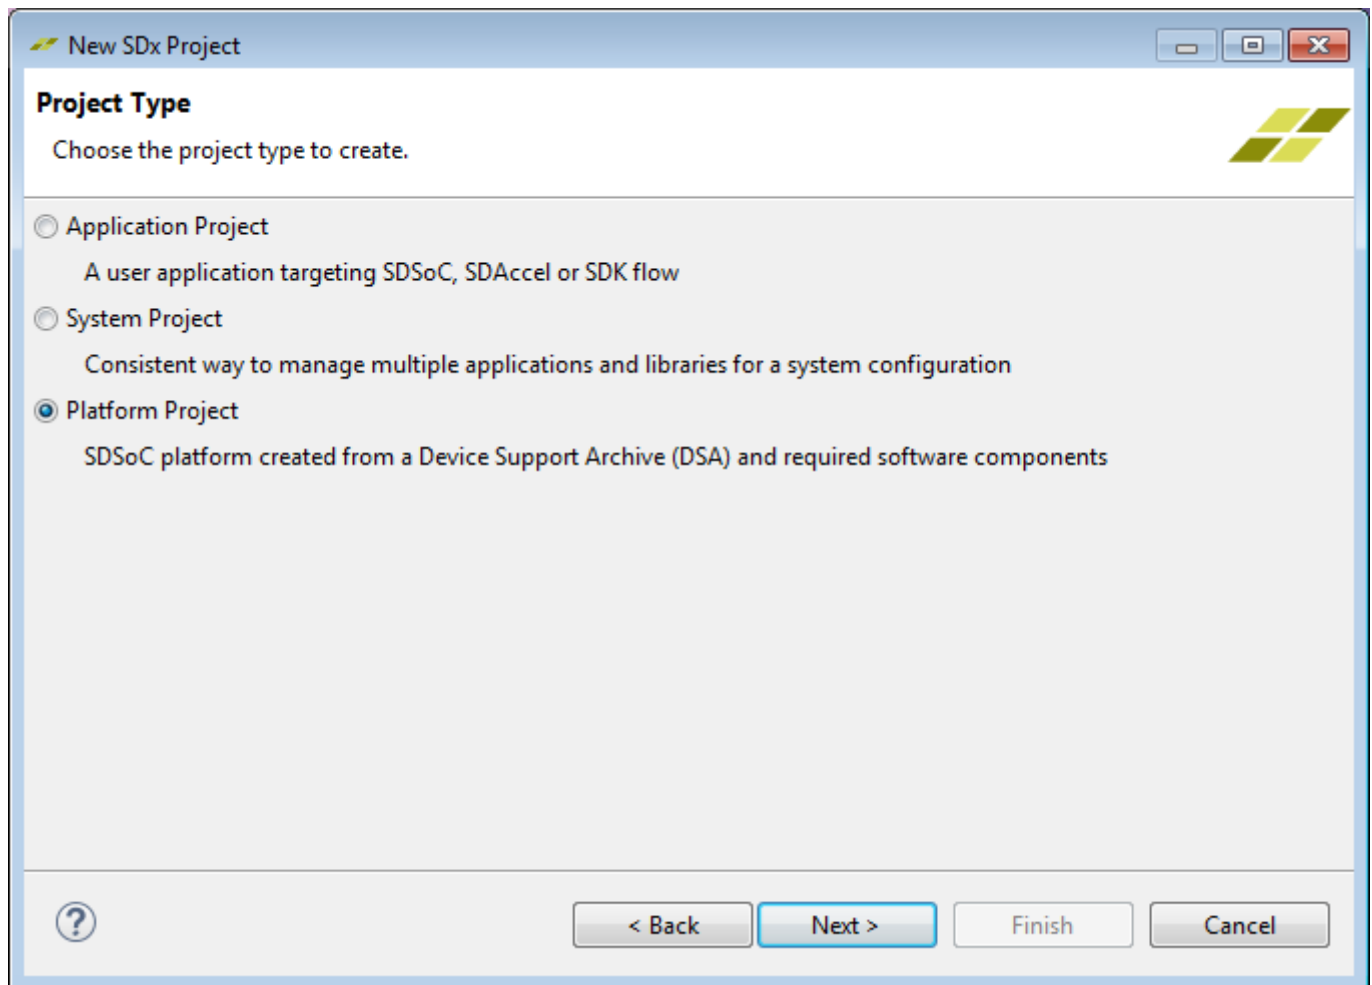 New SDx Project
Project Type
Choose the project type to create.
Application Project
A user application targeting SDSoC, SDAccel or SDK flow
System Project
Consistent way to manage multiple applications and libraries for a system configuration
Platform Project
SDSoC platform created from a Device Support Archive (DSA) and required software components
? < Back Next > Finish Cancel